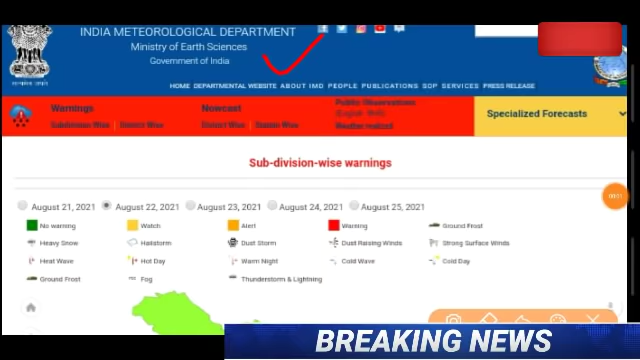 INDIA METEOROLOGICAL DEPARTMENT
Ministry of Earth Sciences
Government of India
HOME DEPARTMENTAL WEBSITE ABOUT IMD PEOPLE PUBLICATIONS SOP SERVICES PRESS RELEASE
Warnings
Subdivision Wise | District Wise
Nowcast
District Wise | Station Wise
Public Observations
Specialized Forecasts
Sub-division-wise warnings
August 21, 2021 August 22, 2021 August 23, 2021 August 24, 2021 August 25, 2021
No warning Watch Alert Warning Ground Frost
Heavy Snow Hailstorm Dust Storm Dust Raising Winds Strong Surface Winds
Heat Wave Hot Day Warm Night Cold Wave Cold Day
Ground Frost Fog Thunderstorm & Lightning
BREAKING NEWS